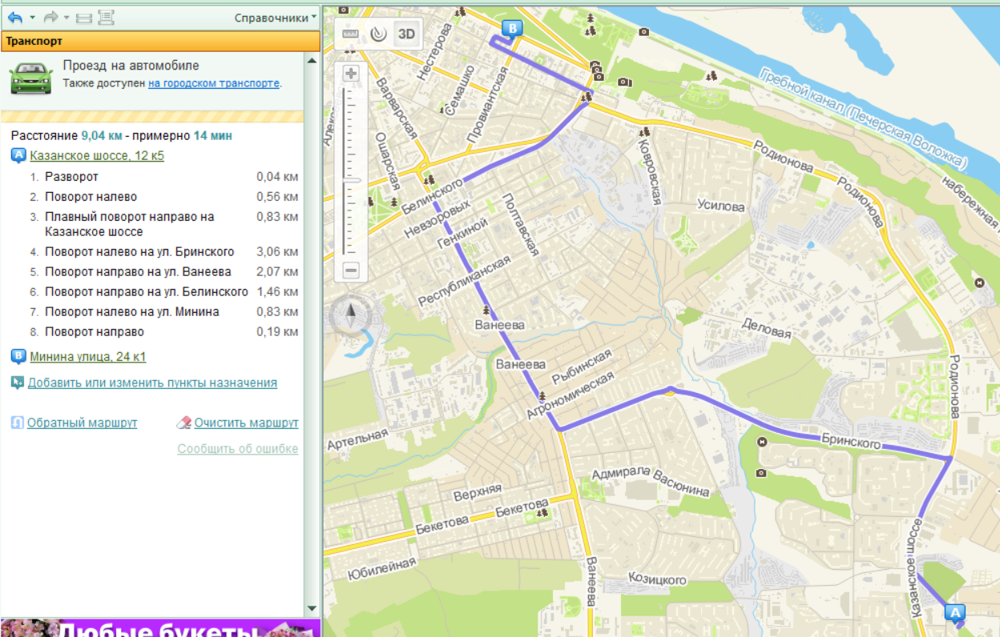 Справочники
Транспорт
Проезд на автомобиле
Также доступен на городском транспорте.
Расстояние 9,04 км - примерно 14 мин
A Казанское шоссе, 12 к5
1. Разворот 0,04 км
2. Поворот налево 0,56 км
3. Плавный поворот направо на 0,83 км
Казанское шоссе
4. Поворот налево на ул. Бринского 3,06 км
5. Поворот направо на ул. Ванеева 2,07 км
6. Поворот направо на ул. Белинского 1,46 км
7. Поворот налево на ул. Минина 0,83 км
8. Поворот направо 0,19 км
B Минина улица, 24 к1
Добавить или изменить пункты назначения
Обратный маршрут
Очистить маршрут
Сообщить об ошибке
Любые букеты
3D
B
Нестерова
Семашко
Провиантская
Варварская
Ошарская
Гребной канал (Печерская Воложка)
Родионова
Родионова
набережная
Ковровская
Усилова
Белинского
Невзоровых
Генкиной
Полтавская
Республиканская
Ванеева
Ванеева
Деловая
Рыбинская
Агрономическая
Родионова
Артельная
Бринского
Адмирала Васюнина
Верхняя
Бекетова
Бекетова
Юбилейная
Ванеева
Козицкого
Казанское шоссе
A